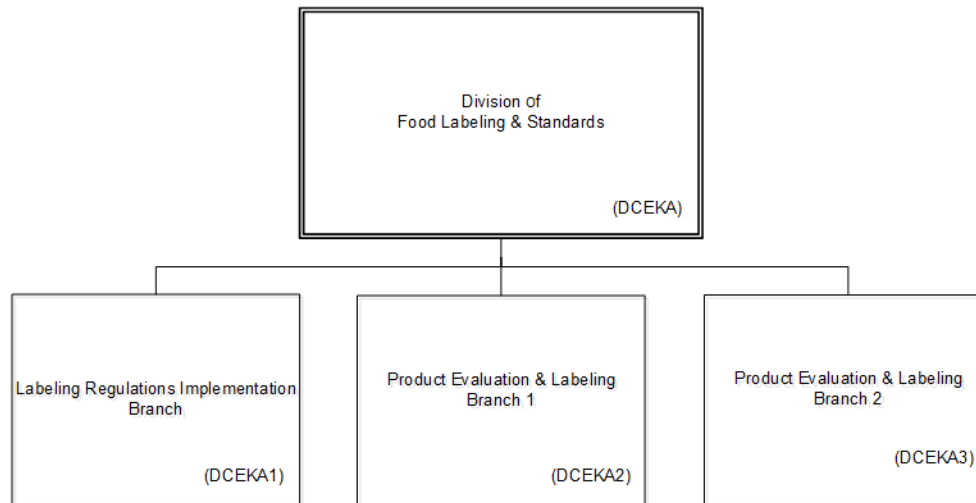 Division of
Food Labeling & Standards
(DCEKA)
Labeling Regulations Implementation
Branch
(DCEKA1)
Product Evaluation & Labeling
Branch 1
(DCEKA2)
Product Evaluation & Labeling
Branch 2
(DCEKA3)